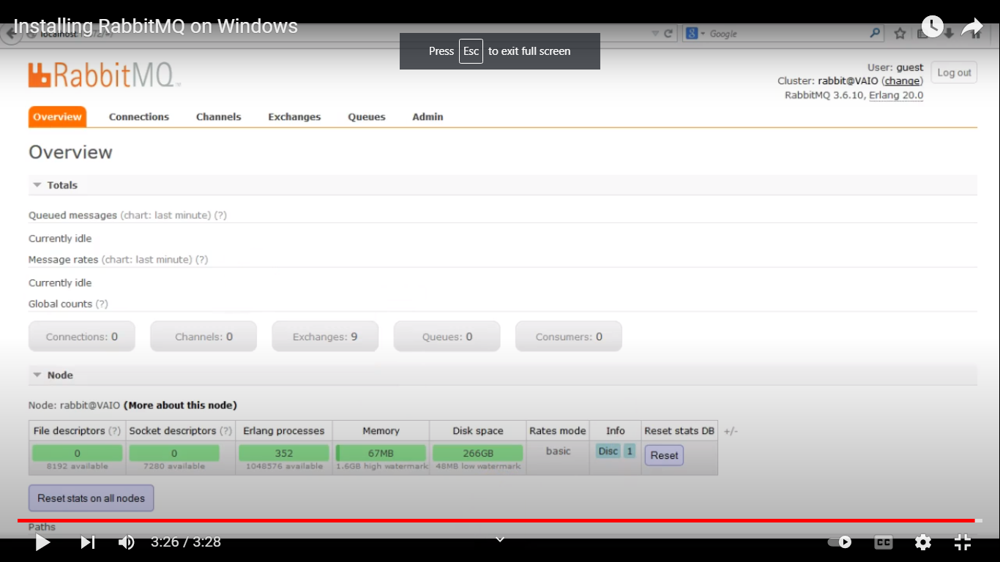 Installing RabbitMQ on Windows
localhost
Google
Press Esc to exit full screen
RabbitMQ
User: guest
Log out
Cluster: rabbit@VAIO (change)
RabbitMQ 3.6.10, Erlang 20.0
Overview Connections Channels Exchanges Queues Admin
Overview
Totals
Queued messages (chart: last minute) (?)
Currently idle
Message rates (chart: last minute) (?)
Currently idle
Global counts (?)
Connections: 0 Channels: 0 Exchanges: 9 Queues: 0 Consumers: 0
Node
Node: rabbit@VAIO (More about this node)
File descriptors (?) Socket descriptors (?) Erlang processes Memory Disk space Rates mode Info Reset stats DB +/-
0 0 352 67MB 266GB basic Disc 1 Reset
8192 available 7280 available 1048576 available 1.6GB high watermark 48MB low watermark
Reset stats on all nodes
Paths
3:26 / 3:28
CC